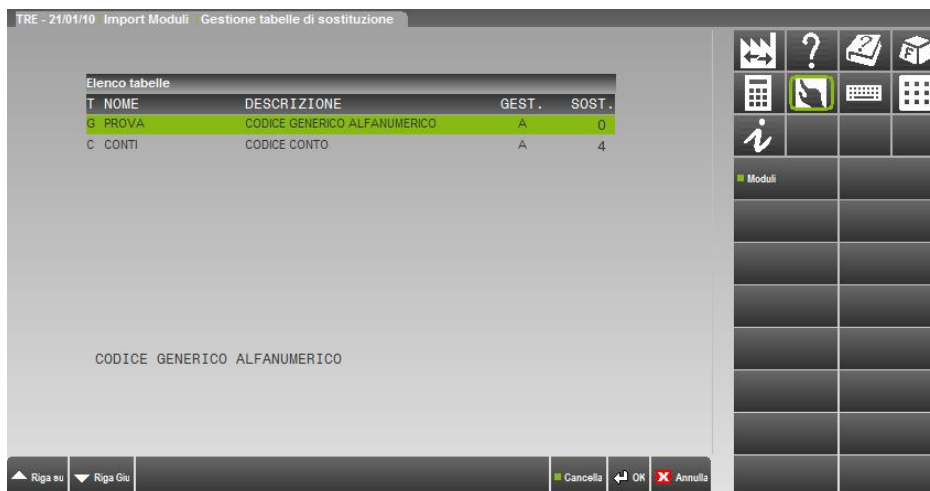 TRE - 21/01/10 Import Moduli Gestione tabelle di sostituzione
Elenco tabelle
T NOME DESCRIZIONE GEST. SOST.
G PROVA CODICE GENERICO ALFANUMERICO A 0
C CONTI CODICE CONTO A 4
CODICE GENERICO ALFANUMERICO
Riga su Riga Giu Cancella OK X Annulla
? F
i
Moduli